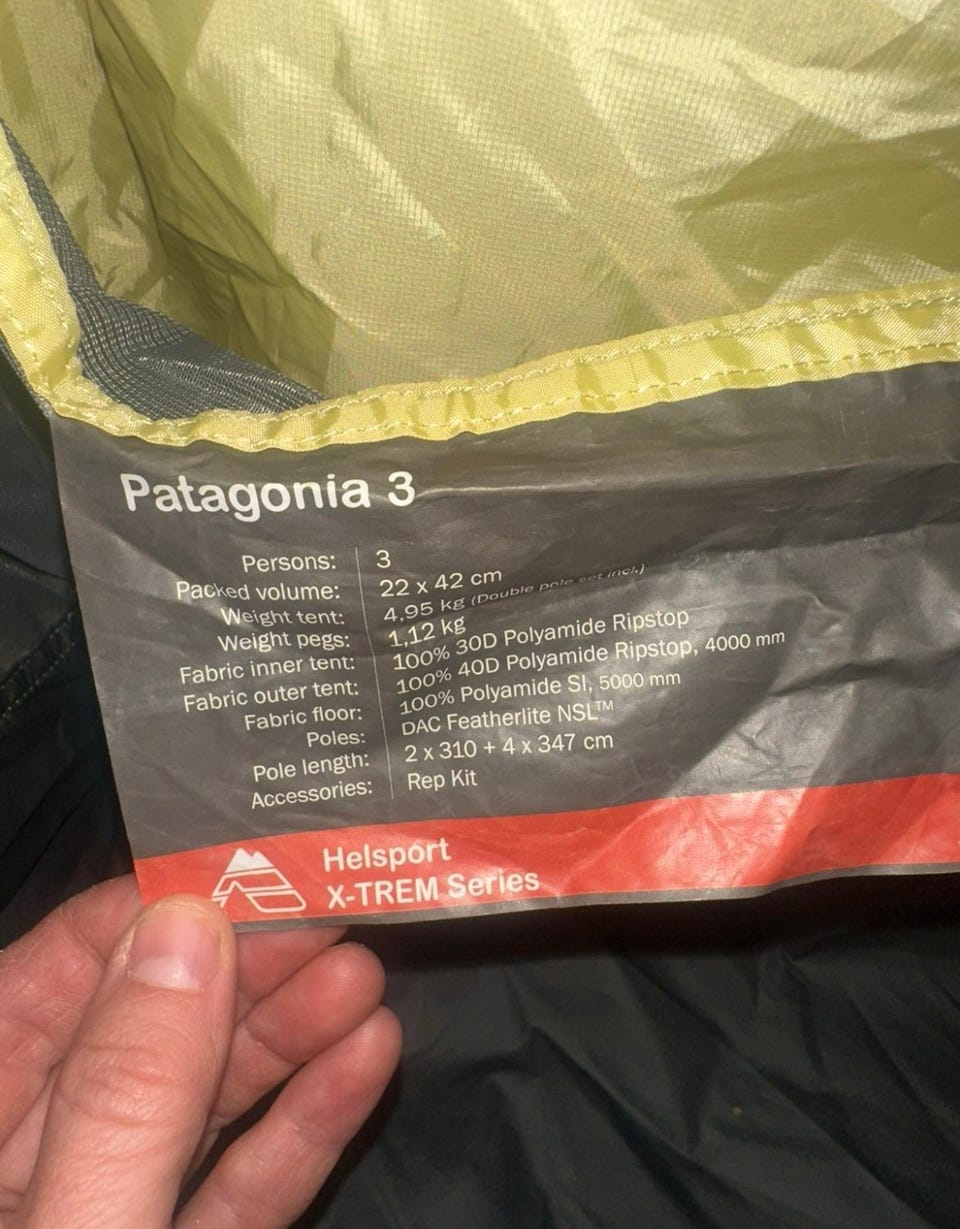 Patagonia 3
Persons: 3
Packed volume: 22 x 42 cm
Weight tent: 4,95 kg (Double pole set incl.)
Weight pegs: 1,12 kg
Fabric inner tent: 100% 30D Polyamide Ripstop
Fabric outer tent: 100% 40D Polyamide Ripstop, 4000 mm
Fabric floor: 100% Polyamide SI, 5000 mm
Poles: DAC Featherlite NSL™
Pole length: 2 x 310 + 4 x 347 cm
Accessories: Rep Kit
Helsport
X-TREM Series